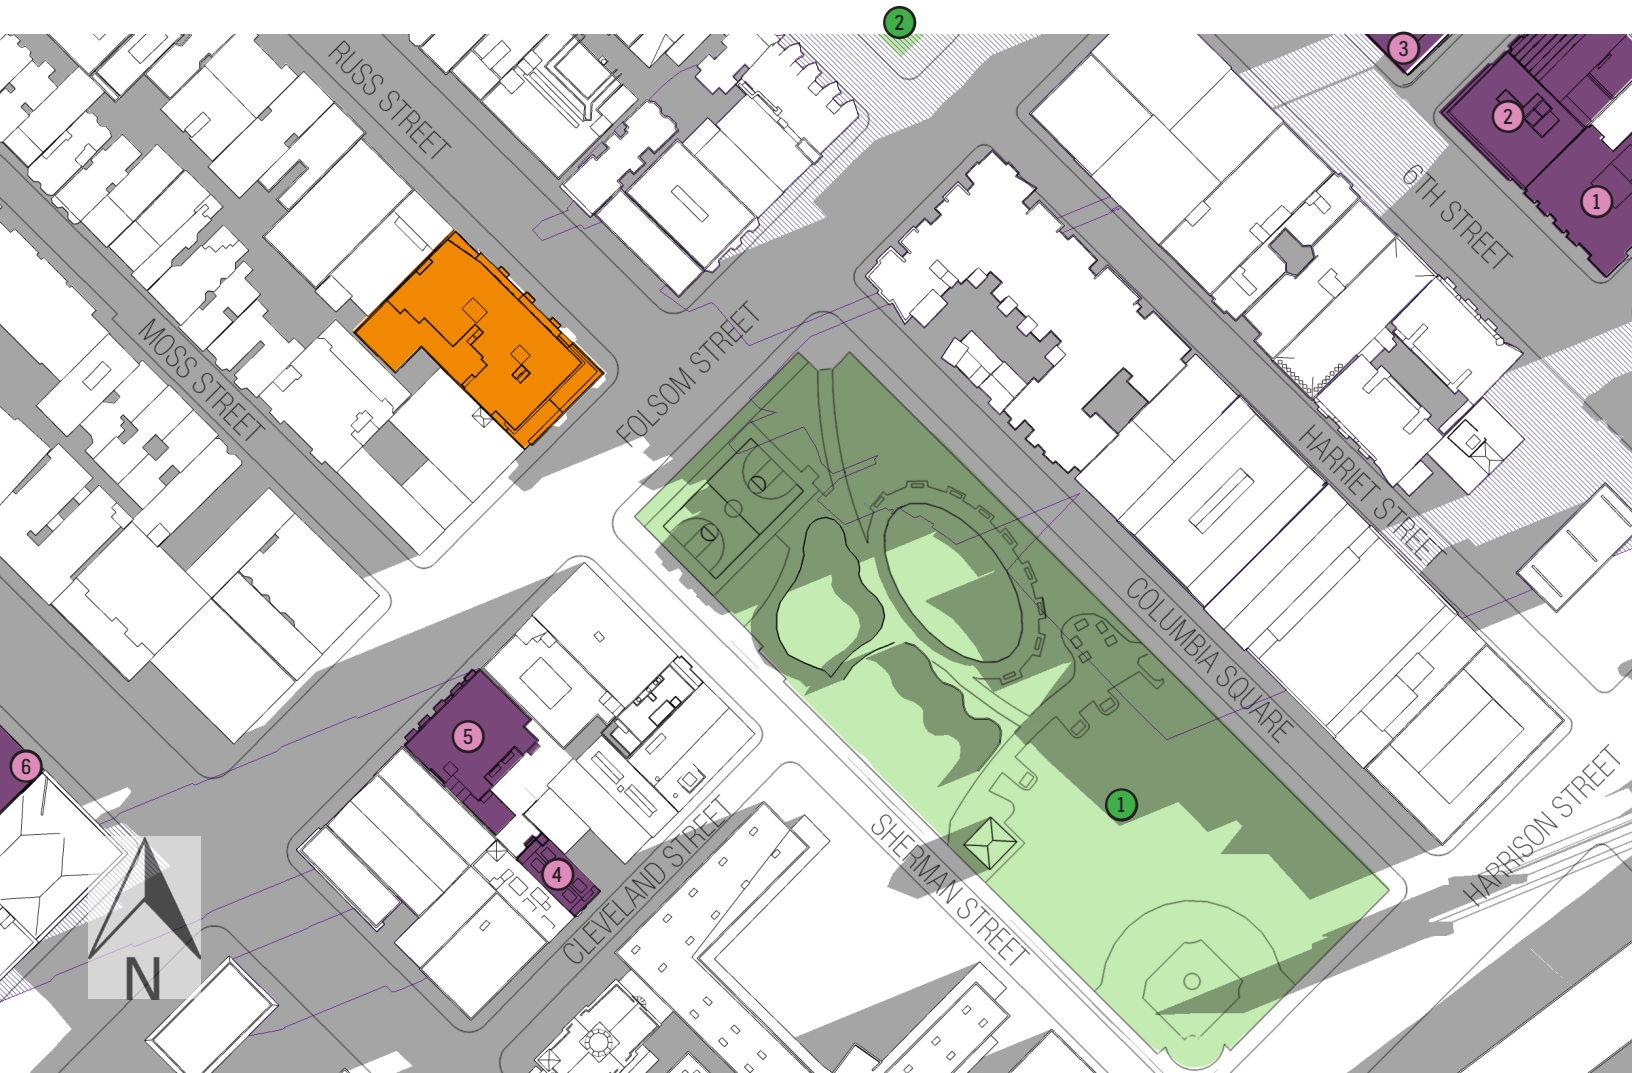 2
3
RUSS STREET
2
6TH STREET
1
MOSS STREET
FOLSOM STREET
HARRIET STREET
COLUMBIA SQUARE
5
6
1
HARRISON STREET
4
SHERMAN STREET
CLEVELAND STREET
N